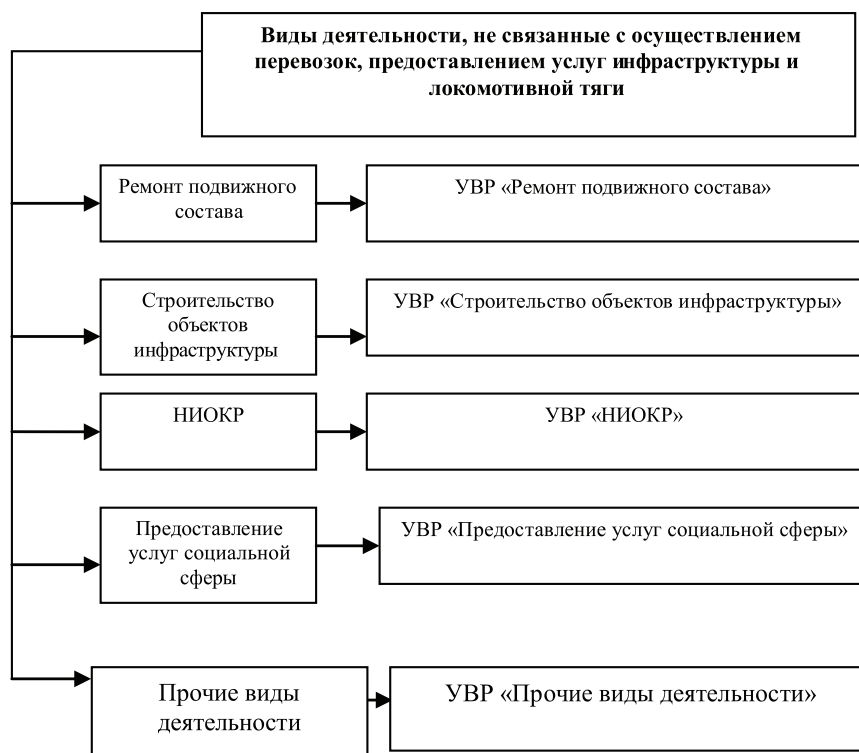 Виды деятельности, не связанные с осуществлением
перевозок, предоставлением услуг инфраструктуры и
локомотивной тяги
Ремонт подвижного
состава
УВР «Ремонт подвижного состава»
Строительство
объектов
инфраструктуры
УВР «Строительство объектов инфраструктуры»
НИОКР
УВР «НИОКР»
Предоставление
услуг социальной
сферы
УВР «Предоставление услуг социальной сферы»
Прочие виды
деятельности
УВР «Прочие виды деятельности»